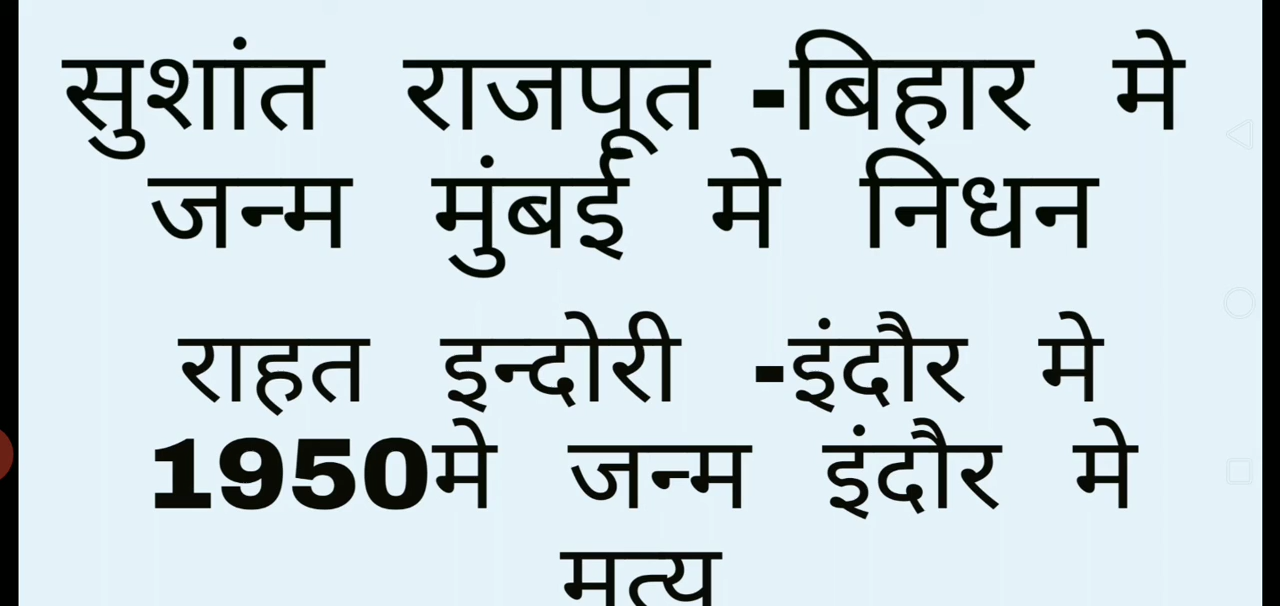 सुशांत राजपूत -बिहार मे
जन्म मुंबई मे निधन
राहत इन्दोरी -इंदौर मे
1950मे जन्म इंदौर मे